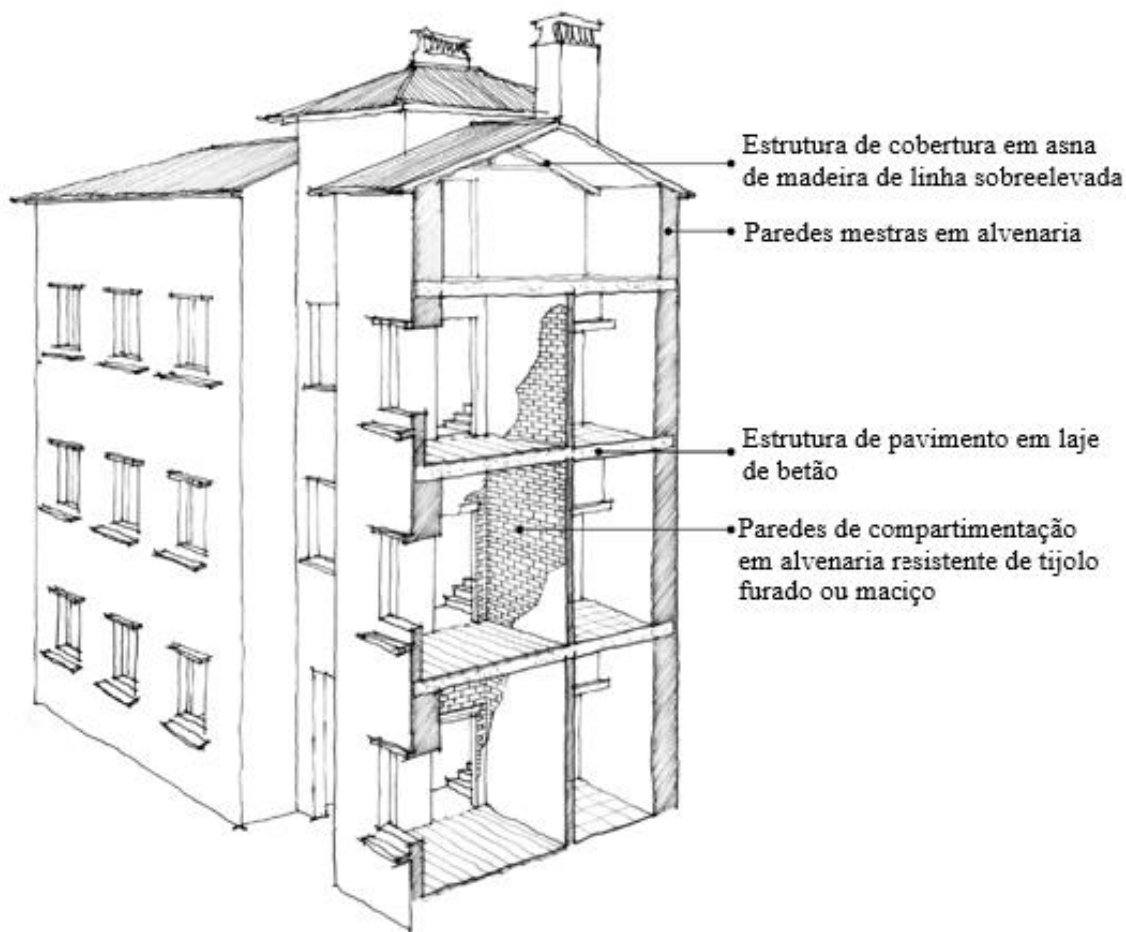 Estrutura de cobertura em asna
de madeira de linha sobreelevada
Paredes mestras em alvenaria
Estrutura de pavimento em laje
de betão
Paredes de compartimentação
em alvenaria resistente de tijolo
furado ou maciço